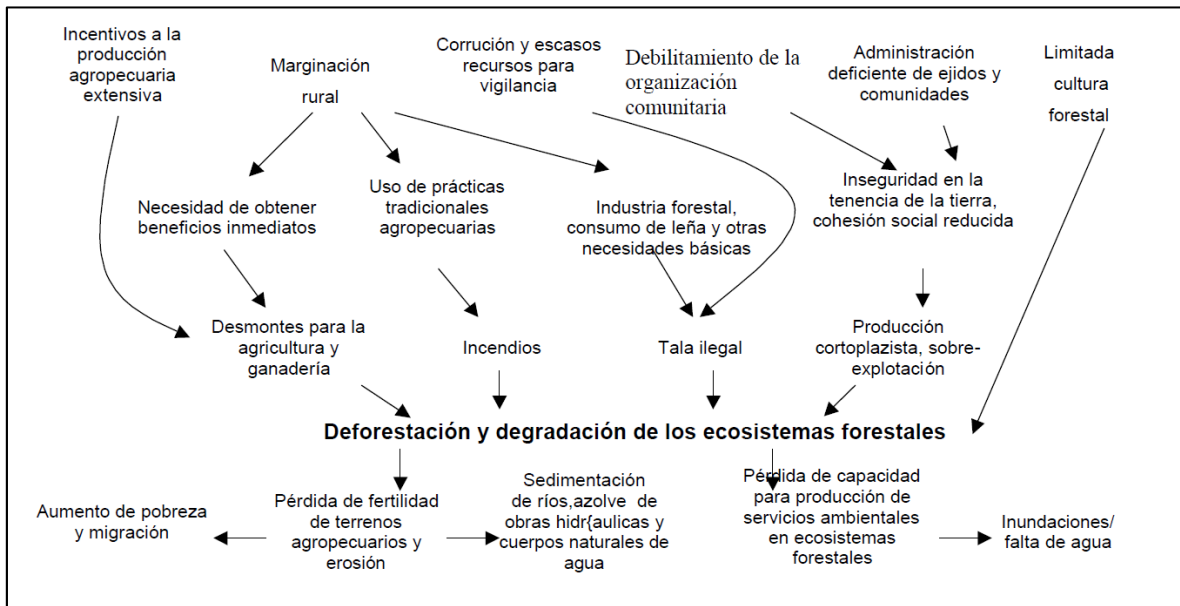 Incentivos a la
producción
agropecuaria
extensiva
Marginación
rural
Corrución y escasos
recursos para
vigilancia
Debilitamiento de la
organización
comunitaria
Administración
deficiente de ejidos y
comunidades
Limitada
cultura
forestal
Necesidad de obtener
beneficios inmediatos
Uso de prácticas
tradicionales
agropecuarias
Industria forestal,
consumo de leña y otras
necesidades básicas
Inseguridad en la
tenencia de la tierra,
cohesión social reducida
Desmontes para la
agricultura y
ganadería
Incendios
Tala ilegal
Producción
cortoplazista, sobre-
explotación
Deforestación y degradación de los ecosistemas forestales
Aumento de pobreza
y migración
Pérdida de fertilidad
de terrenos
agropecuarios y
erosión
Sedimentación
de ríos,azolve de
obras hidr{aulicas y
cuerpos naturales de
agua
Pérdida de capacidad
para producción de
servicios ambientales
en ecosistemas
forestales
Inundaciones/
falta de agua